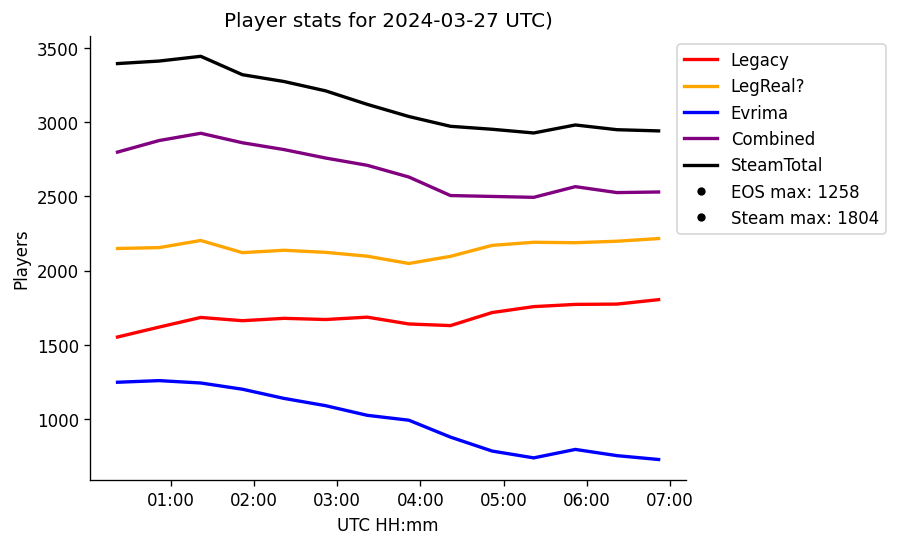 Player stats for 2024-03-27 UTC)
Players
3500
3000
2500
2000
1500
1000
01:00 02:00 03:00 04:00 05:00 06:00 07:00
UTC HH:mm
Legacy
LegReal?
Evrima
Combined
SteamTotal
EOS max: 1258
Steam max: 1804